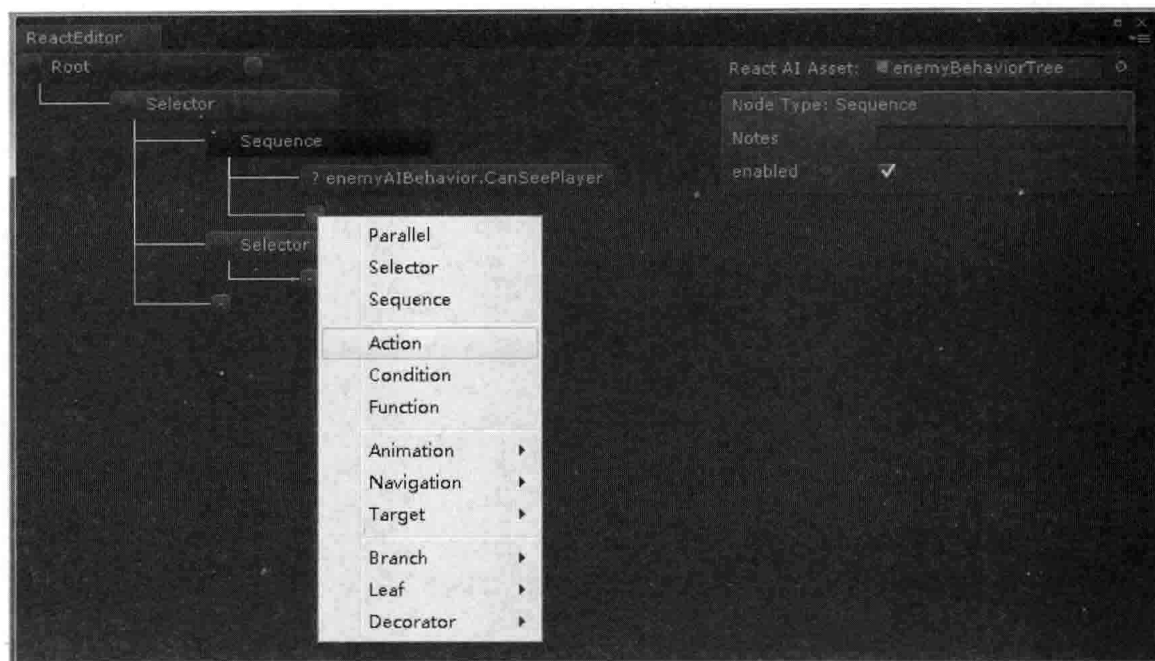 ReactEditor
Root
React AI Asset: enemyBehaviorTree
Selector
Node Type: Sequence
Notes
Sequence
enabled
? enemyAIBehavior.CanSeePlayer
Selector
Parallel
Selector
Sequence
Action
Condition
Function
Animation
Navigation
Target
Branch
Leaf
Decorator